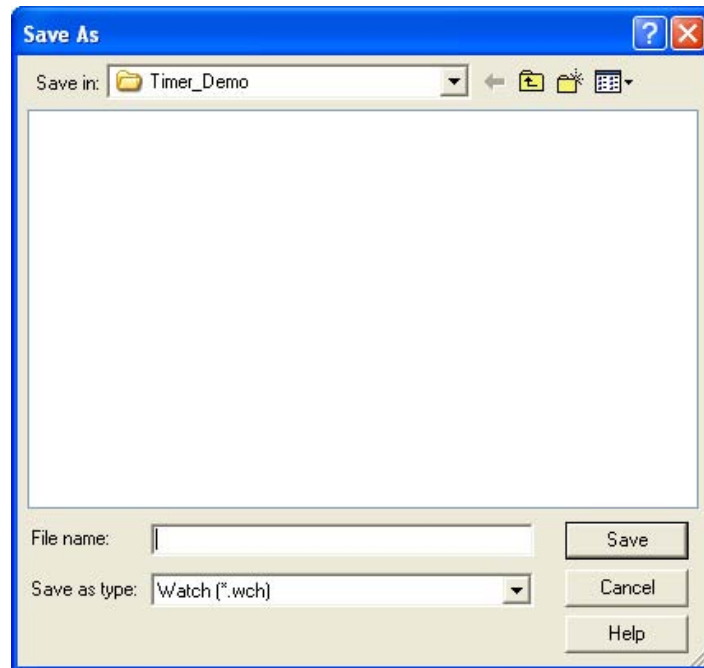 Save As
Save in: Timer_Demo
File name:
Save
Save as type: Watch (*.wch)
Cancel
Help